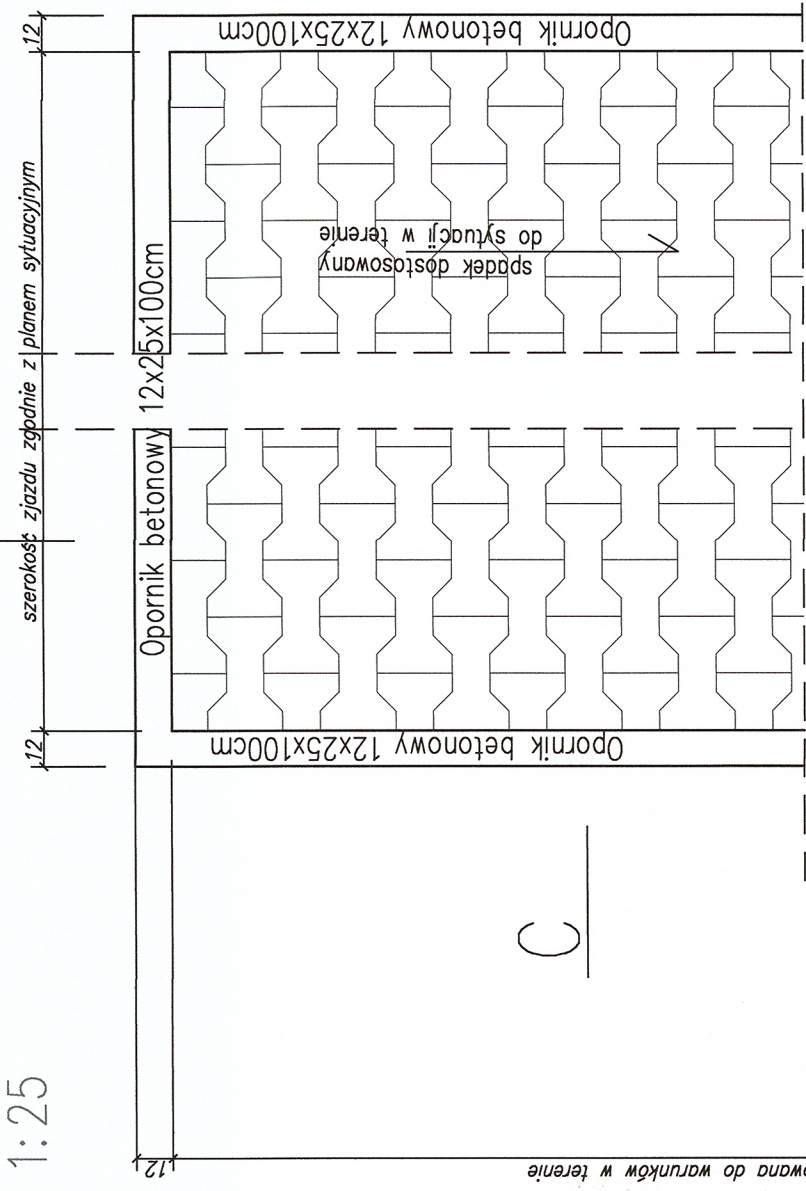 Opornik betonowy 12x25x100cm
12
szerokość zjazdu zgodnie z planem sytuacyjnym
spadek dostosowany
do sytuacji w terenie
Opornik betonowy 12x25x100cm
Opornik betonowy 12x25x100cm
12
C
1:25
12
do warunków w terenie